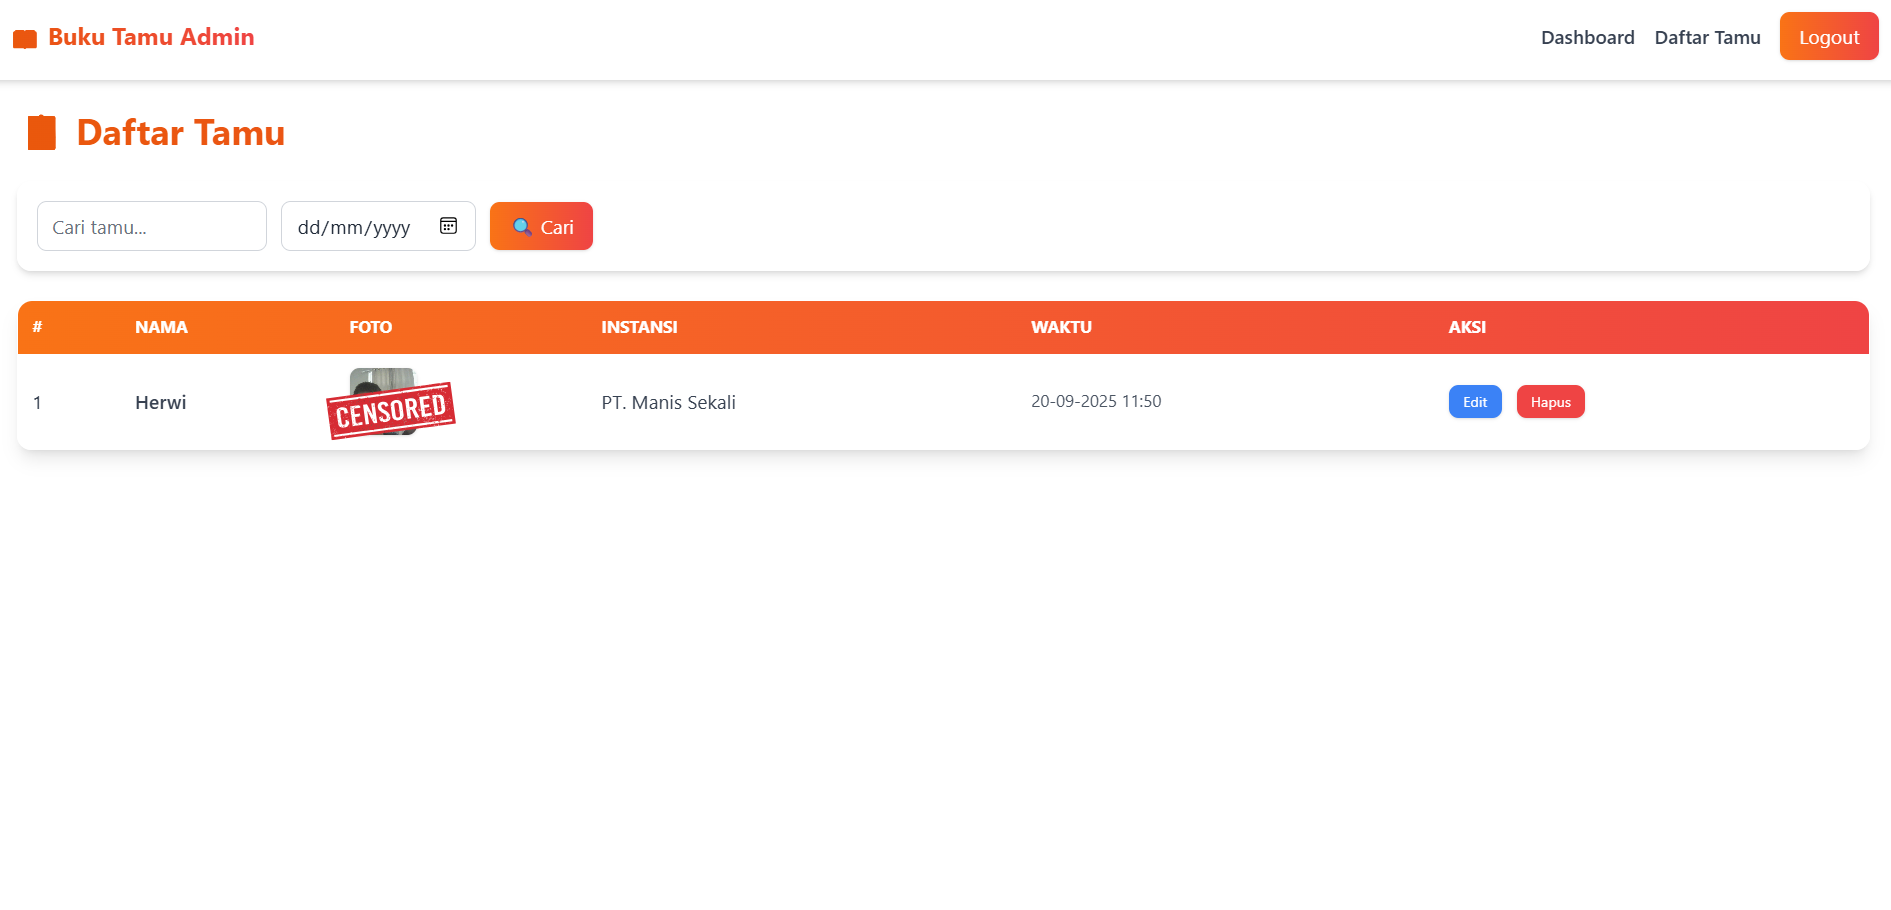 Buku Tamu Admin
Dashboard Daftar Tamu Logout
Daftar Tamu
Cari tamu... dd/mm/yyyy Cari
# NAMA FOTO INSTANSI WAKTU AKSI
1 Herwi CENSORED PT. Manis Sekali 20-09-2025 11:50 Edit Hapus